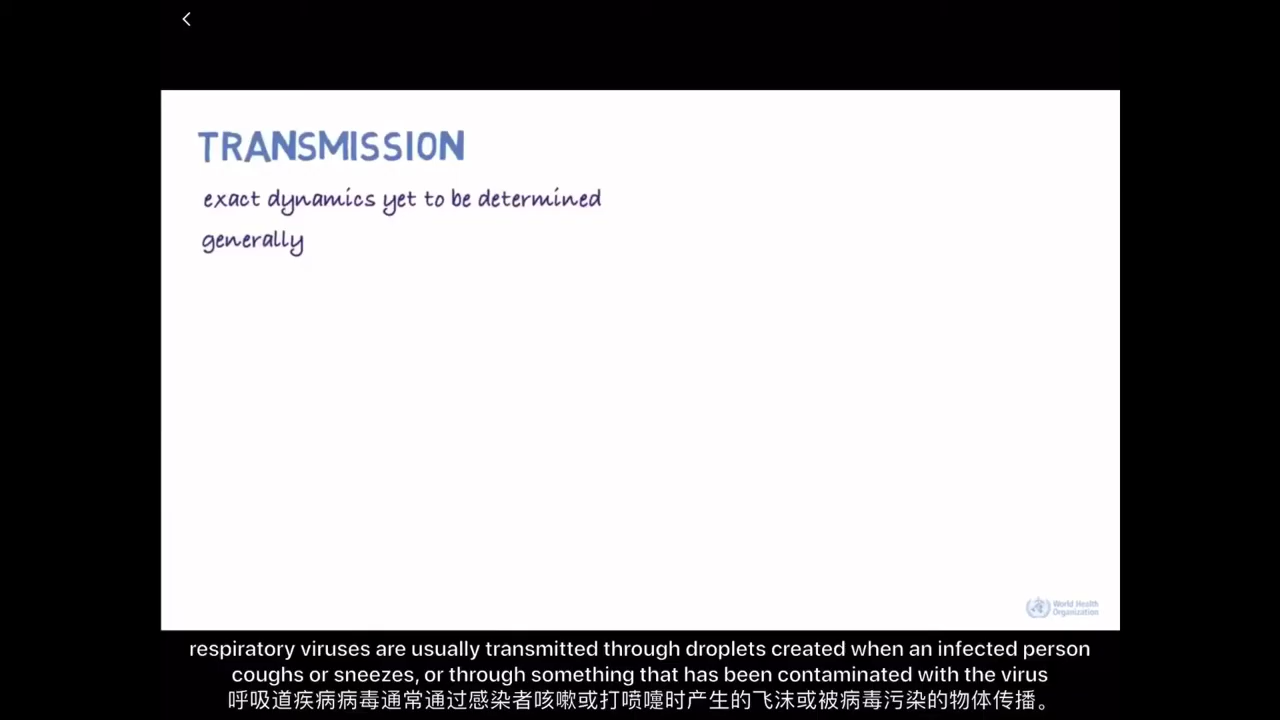 TRANSMISSION
exact dynamics yet to be determined
generally
World Health
Organization
respiratory viruses are usually transmitted through droplets created when an infected person
coughs or sneezes, or through something that has been contaminated with the virus
呼吸道疾病病毒通常通过感染者咳嗽或打喷嚏时产生的飞沫或被病毒污染的物体传播。